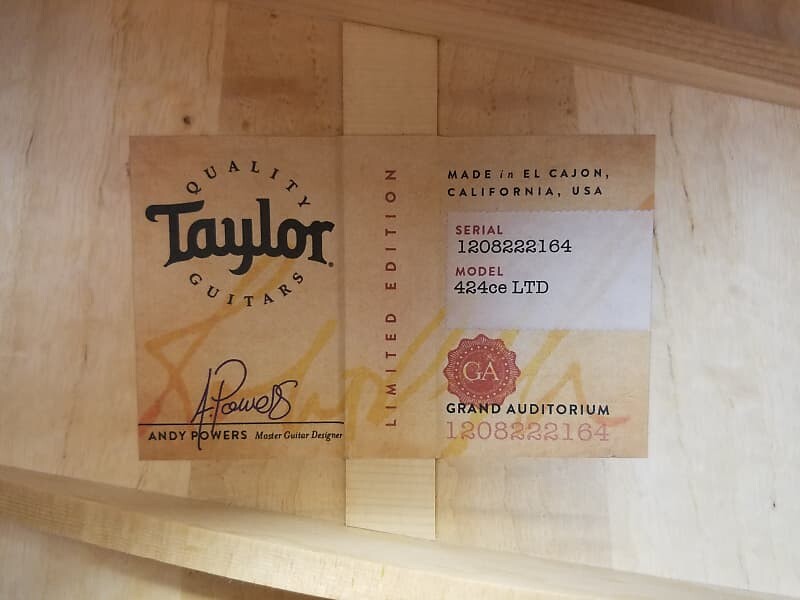 QUALITY
Taylor
GUITARS
A. Powers
ANDY POWERS Master Guitar Designer
LIMITED EDITION
MADE in EL CAJON,
CALIFORNIA, USA
SERIAL
1208222164
MODEL
424ce LTD
GA
GRAND AUDITORIUM
1208222164